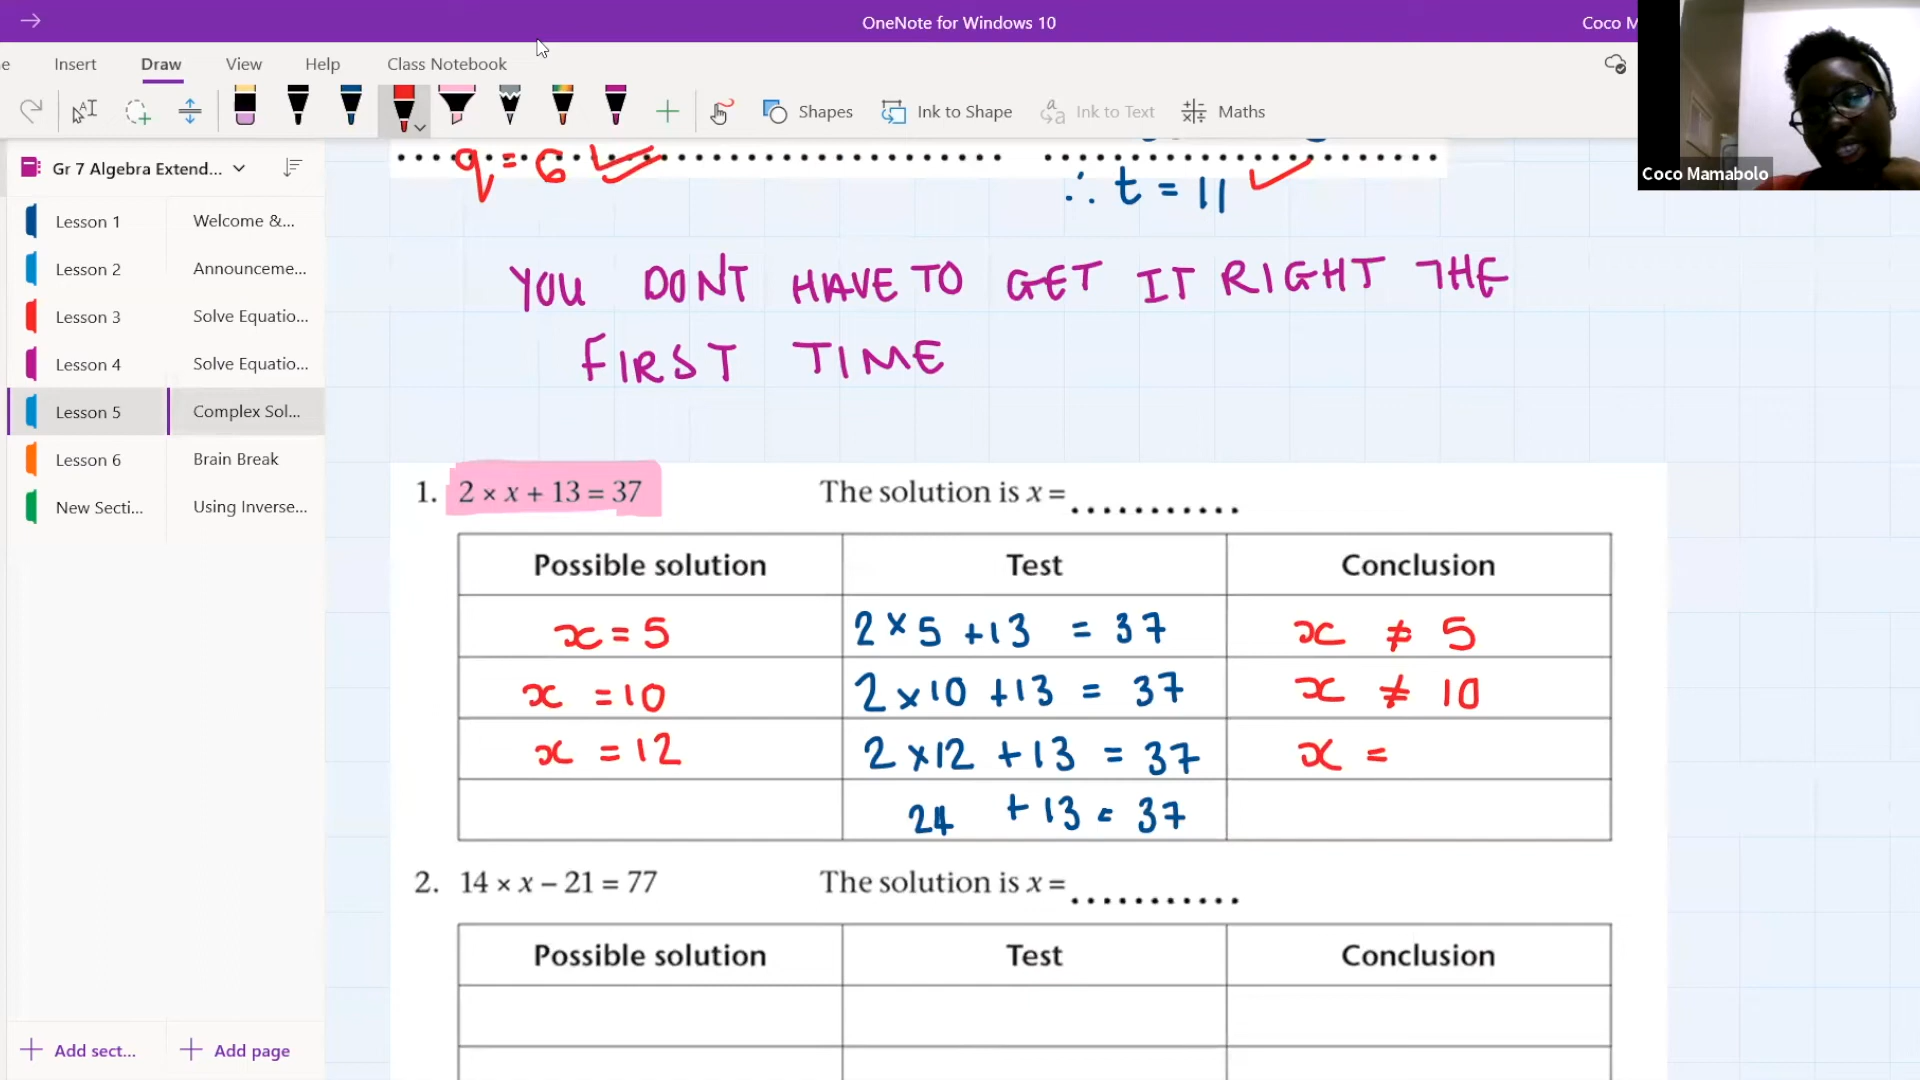 OneNote for Windows 10
Coco M
e Insert Draw View Help Class Notebook
Shapes Ink to Shape Ink to Text Maths
Coco Mamabolo
Gr 7 Algebra Extend...
Lesson 1 Welcome &...
Lesson 2 Announceme...
Lesson 3 Solve Equatio...
Lesson 4 Solve Equatio...
Lesson 5 Complex Sol...
Lesson 6 Brain Break
New Secti... Using Inverse...
Add sect... Add page
q = 6
∴ t = 11
YOU DONT HAVE TO GET IT RIGHT THE
FIRST TIME
1. 2 × x + 13 = 37 The solution is x = ...........
Possible solution Test Conclusion
x = 5 2 × 5 + 13 = 37 x ≠ 5
x = 10 2 × 10 + 13 = 37 x ≠ 10
x = 12 2 × 12 + 13 = 37 x =
24 + 13 = 37
2. 14 × x – 21 = 77 The solution is x = ...........
Possible solution Test Conclusion